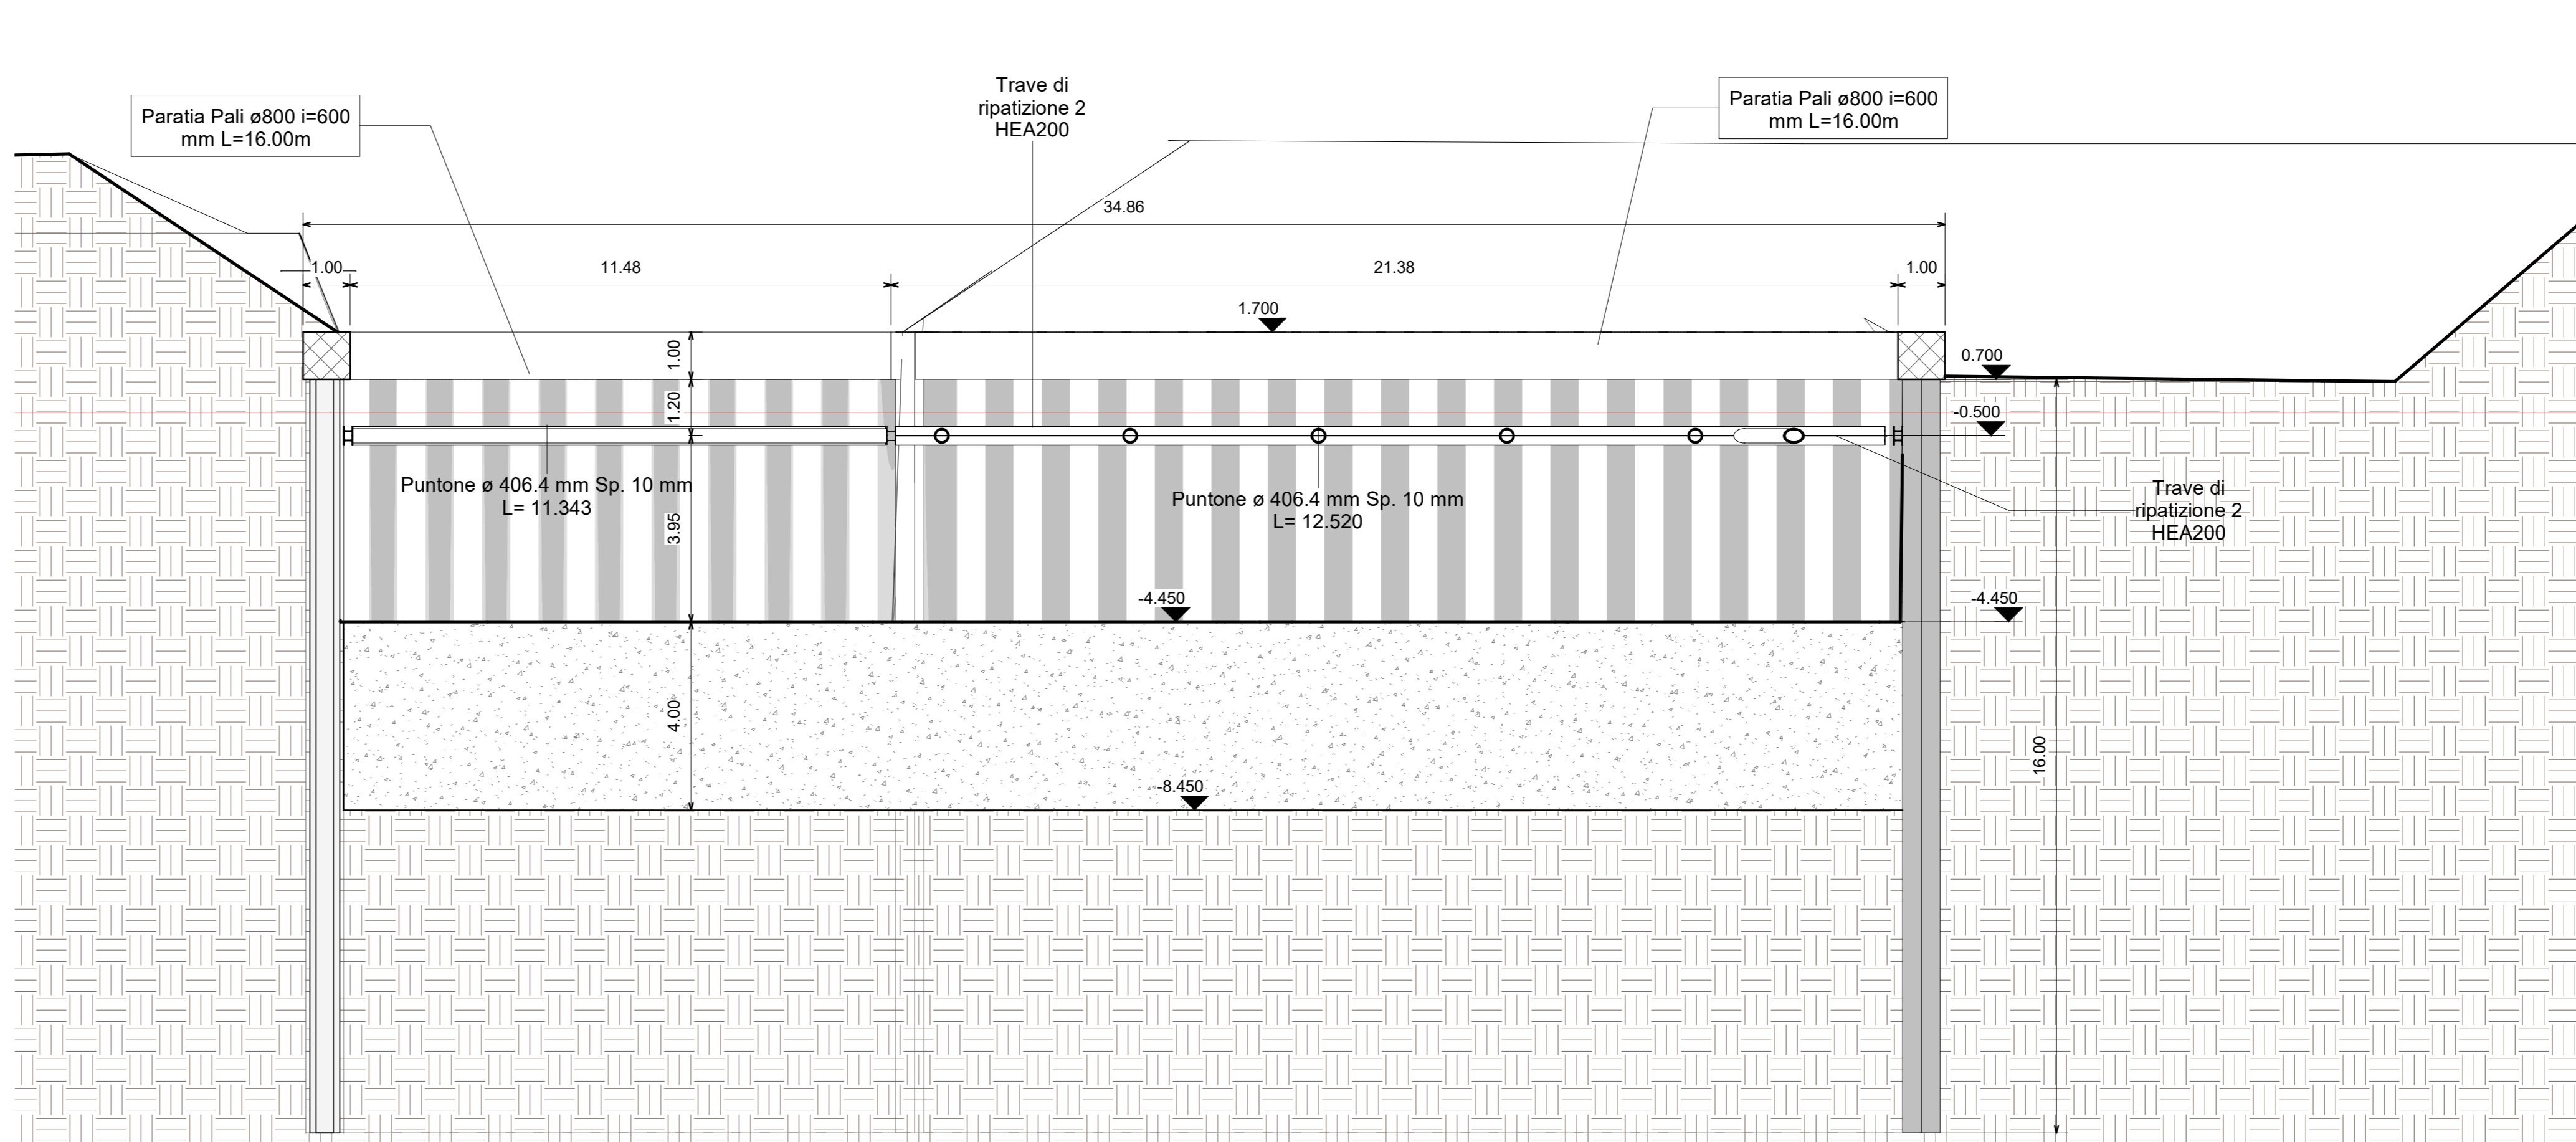 Trave di
ripatizione 2
HEA200
Paratia Pali ø800 i=600
mm L=16.00m
Paratia Pali ø800 i=600
mm L=16.00m
34.86
1.00
11.48
21.38
1.00
1.700
1.00
0.700
1.20
-0.500
Puntone ø 406.4 mm Sp. 10 mm
L= 11.343
Puntone ø 406.4 mm Sp. 10 mm
L= 12.520
Trave di
ripatizione 2
HEA200
3.95
-4.450
-4.450
4.00
16.00
-8.450